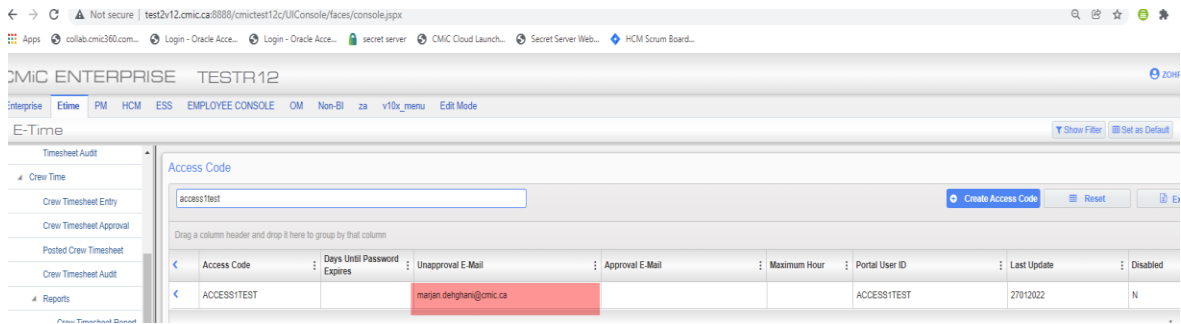 Not secure | test2v12.cmic.ca:8888/cmictest12c/UIConsole/faces/console.jspx
Apps collab.cmic360.com... Login - Oracle Acce... Login - Oracle Acce... secret server CMiC Cloud Launch... Secret Server Web... HCM Scrum Board...
CMiC ENTERPRISE TESTR12
Enterprise Etime PM HCM ESS EMPLOYEE CONSOLE OM Non-BI za v10x_menu Edit Mode
E-Time Show Filter Set as Default
Timesheet Audit
Crew Time
Crew Timesheet Entry
Crew Timesheet Approval
Posted Crew Timesheet
Crew Timesheet Audit
Reports
Crew Timesheet Report
Access Code
access1test Create Access Code Reset
Drag a column header and drop it here to group by that column
Access Code Days Until Password Expires Unapproval E-Mail Approval E-Mail Maximum Hour Portal User ID Last Update Disabled
ACCESS1TEST marjan.dehghani@cmic.ca ACCESS1TEST 27012022 N